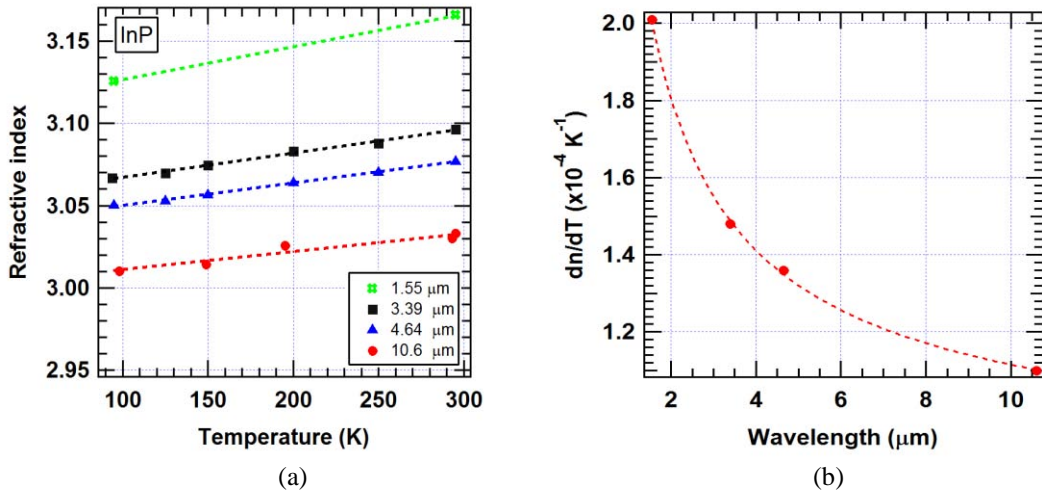 InP
3.15
3.10
3.05
3.00
2.95
Refractive index
1.55 μm
3.39 μm
4.64 μm
10.6 μm
100 150 200 250 300
Temperature (K)
(a)
2.0
1.8
1.6
1.4
1.2
dn/dT (x10⁻⁴ K⁻¹)
2 4 6 8 10
Wavelength (μm)
(b)